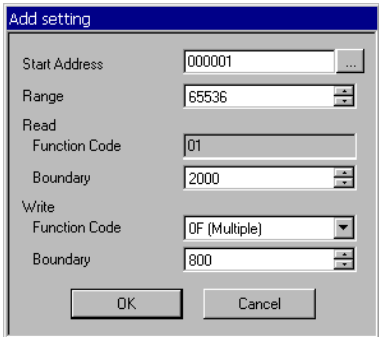 Add setting
Start Address 000001 ...
Range 65536
Read
Function Code 01
Boundary 2000
Write
Function Code 0F (Multiple)
Boundary 800
OK Cancel